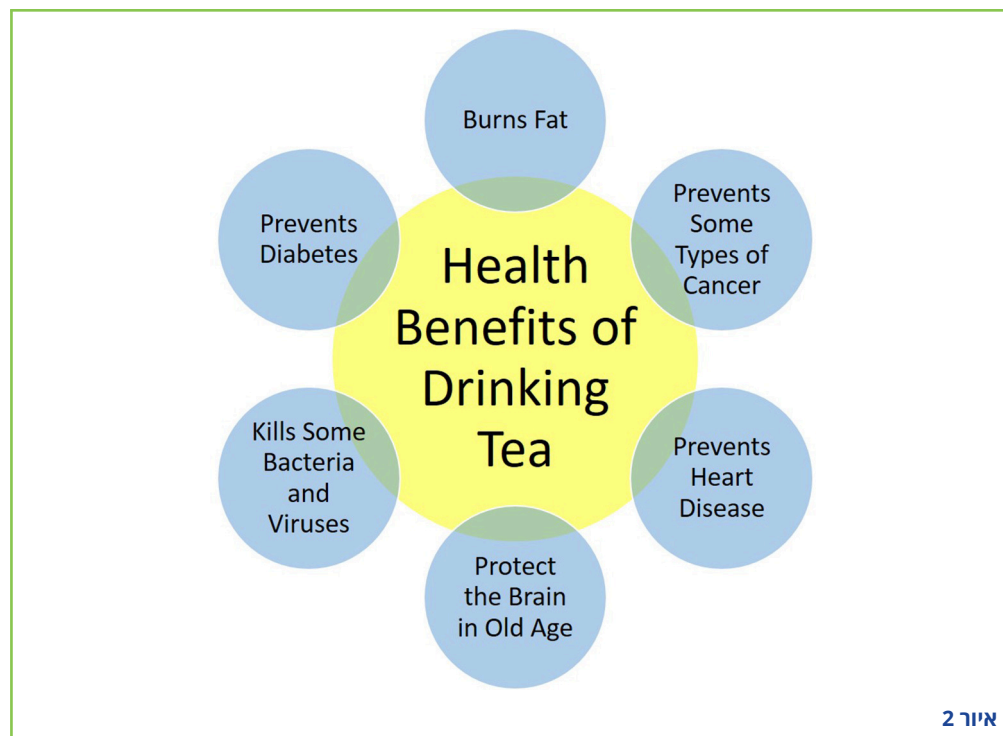 Burns Fat
Prevents
Some
Types of
Cancer
Prevents
Heart
Disease
Protect
the Brain
in Old Age
Kills Some
Bacteria
and
Viruses
Prevents
Diabetes
Health
Benefits of
Drinking
Tea
איור 2